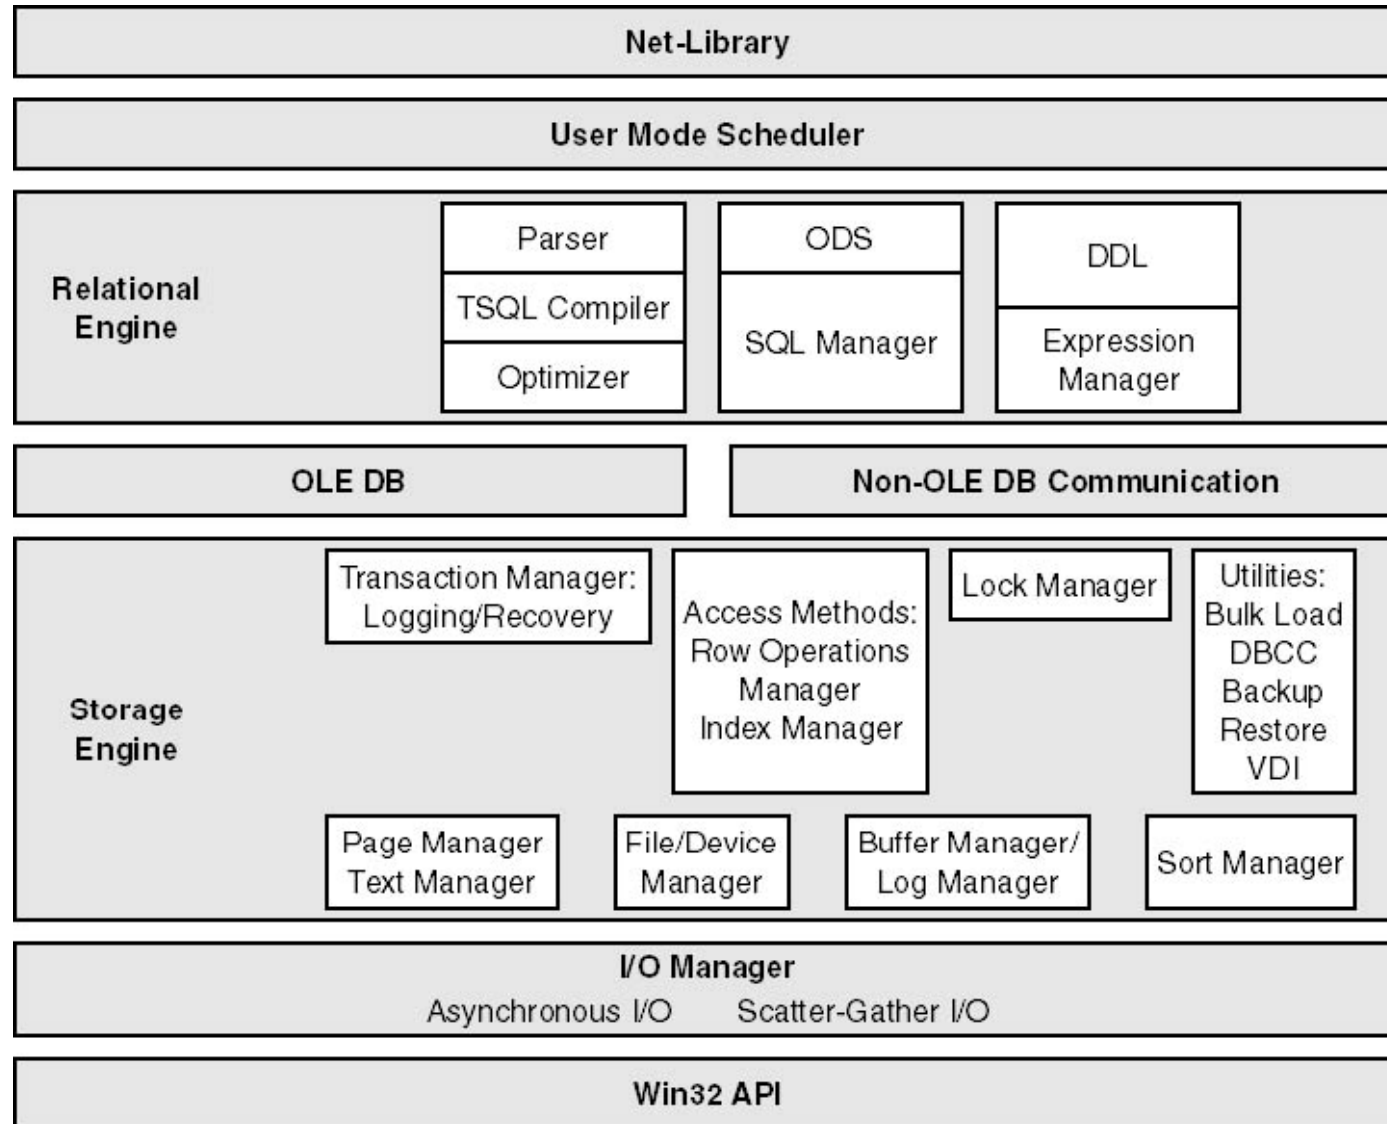 Net-Library
User Mode Scheduler
Relational
Engine
Parser
TSQL Compiler
Optimizer
ODS
SQL Manager
DDL
Expression
Manager
OLE DB
Non-OLE DB Communication
Storage
Engine
Transaction Manager:
Logging/Recovery
Access Methods:
Row Operations
Manager
Index Manager
Lock Manager
Utilities:
Bulk Load
DBCC
Backup
Restore
VDI
Page Manager
Text Manager
File/Device
Manager
Buffer Manager/
Log Manager
Sort Manager
I/O Manager
Asynchronous I/O Scatter-Gather I/O
Win32 API